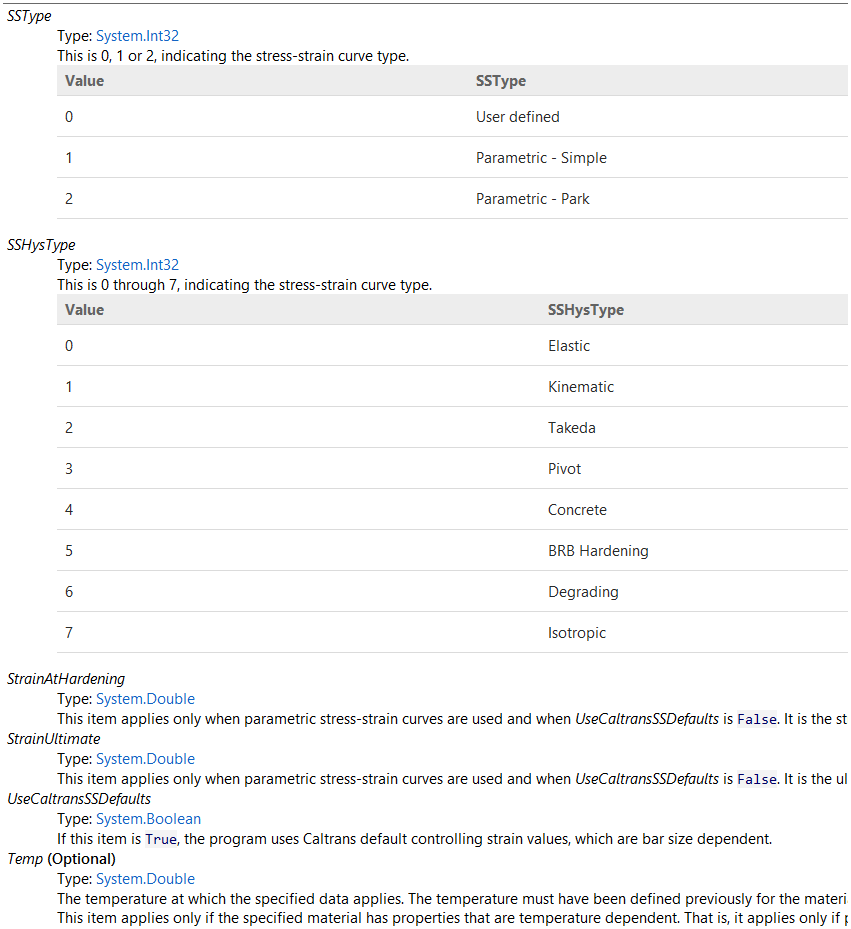 SSType
Type: System.Int32
This is 0, 1 or 2, indicating the stress-strain curve type.
Value SSType
0 User defined
1 Parametric - Simple
2 Parametric - Park
SSHysType
Type: System.Int32
This is 0 through 7, indicating the stress-strain curve type.
Value SSHysType
0 Elastic
1 Kinematic
2 Takeda
3 Pivot
4 Concrete
5 BRB Hardening
6 Degrading
7 Isotropic
StrainAtHardening
Type: System.Double
This item applies only when parametric stress-strain curves are used and when UseCaltransSSDefaults is False. It is the
StrainUltimate
Type: System.Double
This item applies only when parametric stress-strain curves are used and when UseCaltransSSDefaults is False. It is the
UseCaltransSSDefaults
Type: System.Boolean
If this item is True, the program uses Caltrans default controlling strain values, which are bar size dependent.
Temp (Optional)
Type: System.Double
The temperature at which the specified data applies. The temperature must have been defined previously for the
This item applies only if the specified material has properties that are temperature dependent. That is, it applies only if